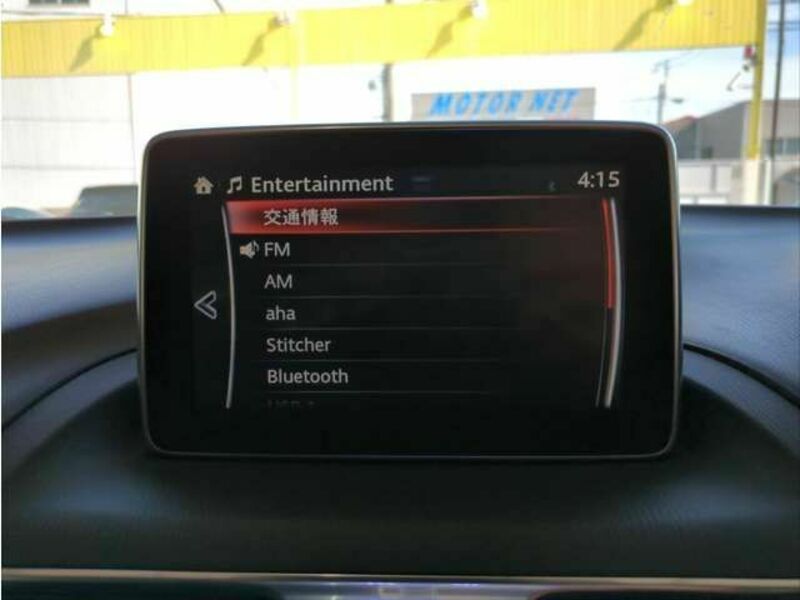 MOTOR NET
Entertainment 4:15
交通情報
FM
AM
aha
Stitcher
Bluetooth